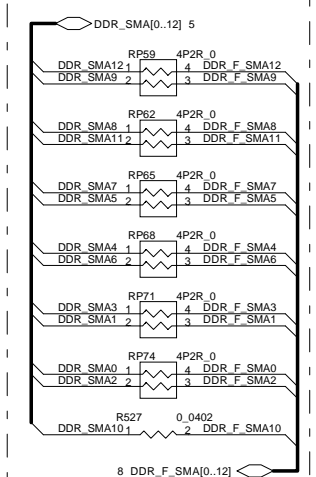 DDR_SMA[0..12] 5
RP59 4P2R_0
DDR_SMA12 1 4 DDR_F_SMA12
DDR_SMA9 2 3 DDR_F_SMA9
RP62 4P2R_0
DDR_SMA8 1 4 DDR_F_SMA8
DDR_SMA11 2 3 DDR_F_SMA11
RP65 4P2R_0
DDR_SMA7 1 4 DDR_F_SMA7
DDR_SMA5 2 3 DDR_F_SMA5
RP68 4P2R_0
DDR_SMA4 1 4 DDR_F_SMA4
DDR_SMA6 2 3 DDR_F_SMA6
RP71 4P2R_0
DDR_SMA3 1 4 DDR_F_SMA3
DDR_SMA1 2 3 DDR_F_SMA1
RP74 4P2R_0
DDR_SMA0 1 4 DDR_F_SMA0
DDR_SMA2 2 3 DDR_F_SMA2
R527 0_0402
DDR_SMA10 1 2 DDR_F_SMA10
8 DDR_F_SMA[0..12]